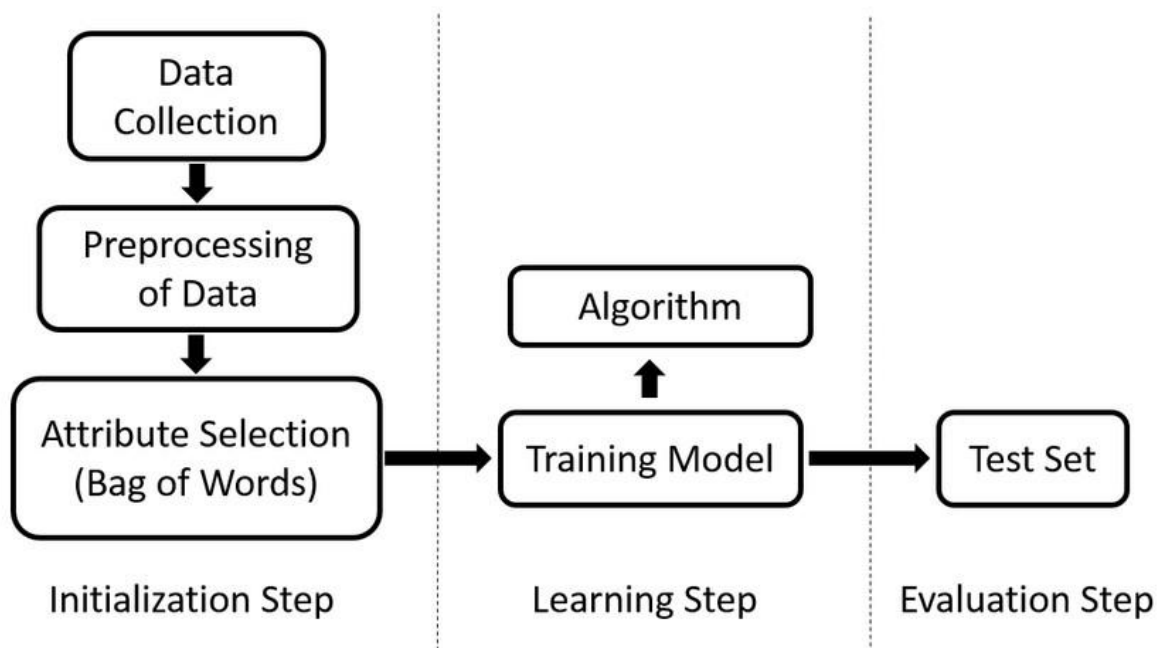 Data
Collection
Preprocessing
of Data
Attribute Selection
(Bag of Words)
Initialization Step
Algorithm
Training Model
Learning Step
Test Set
Evaluation Step